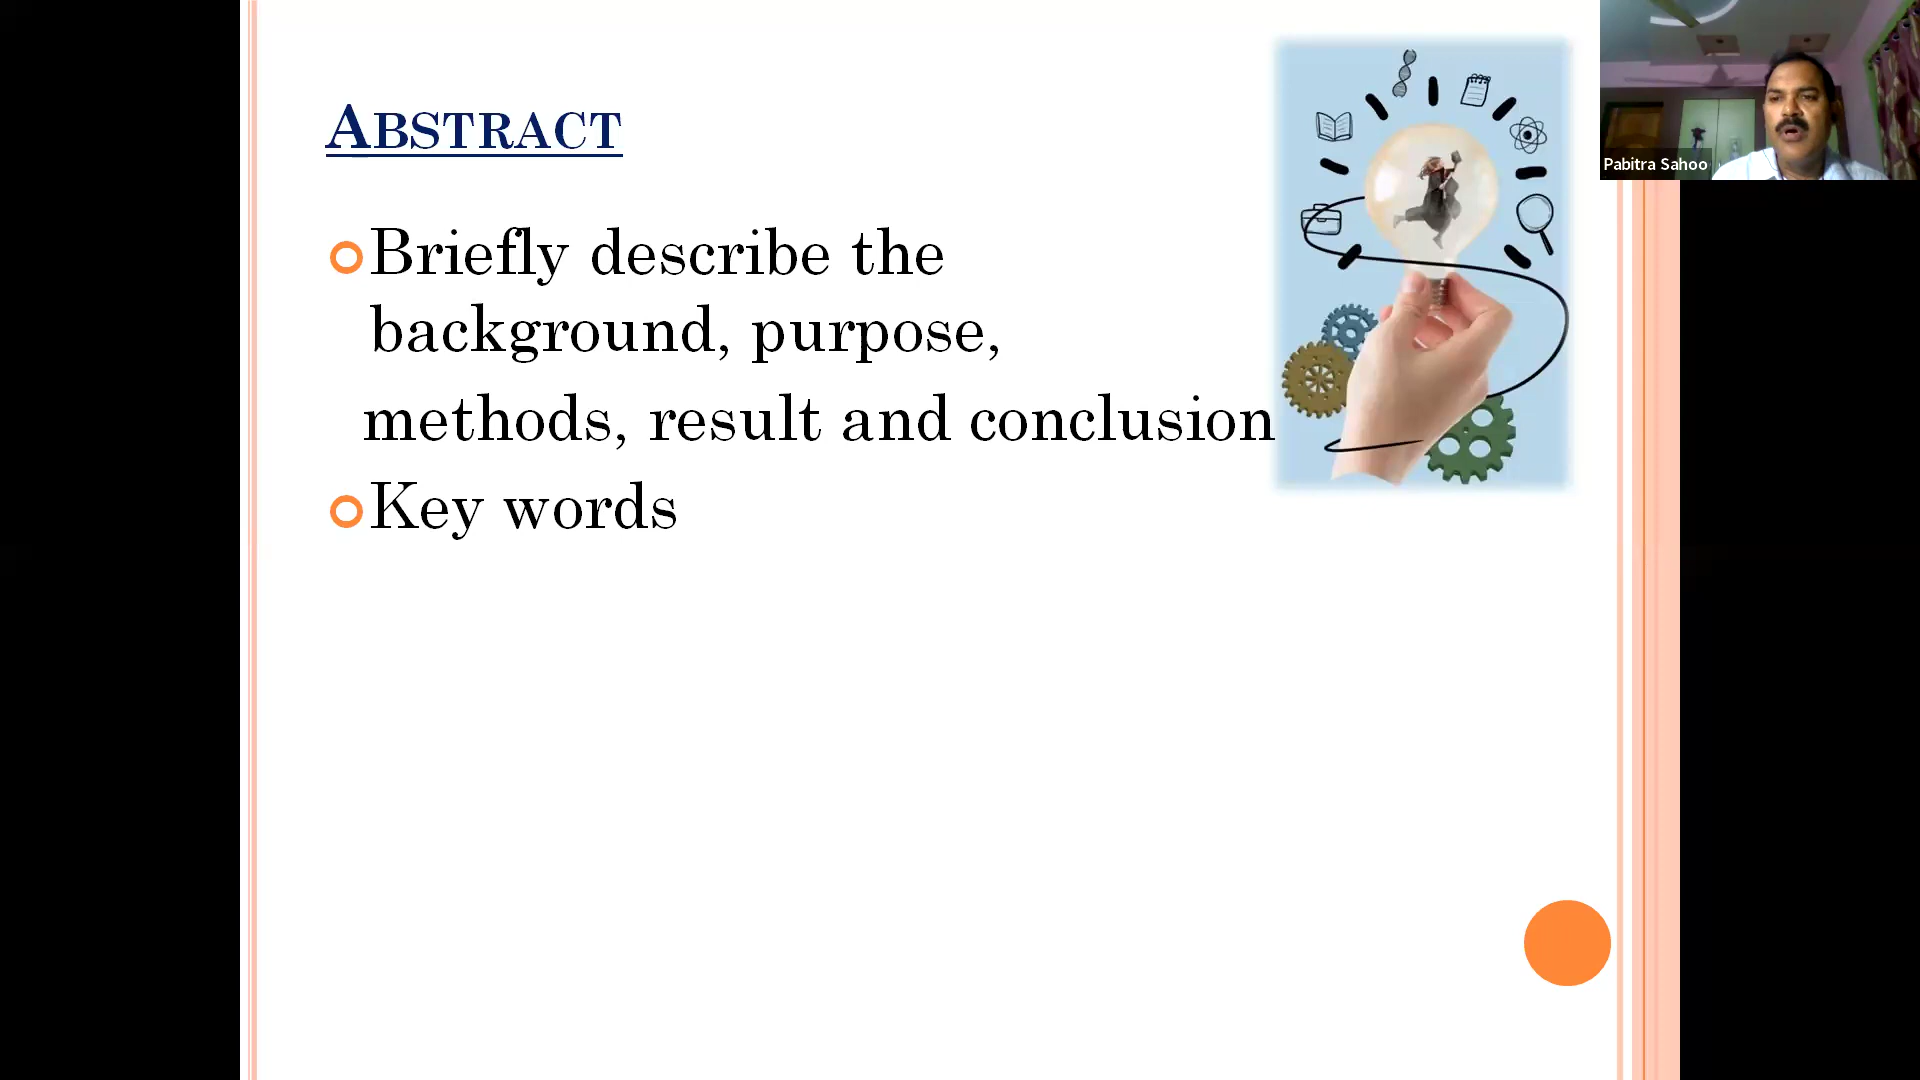 ABSTRACT
Briefly describe the
background, purpose,
methods, result and conclusion
Key words
Pabitra Sahoo